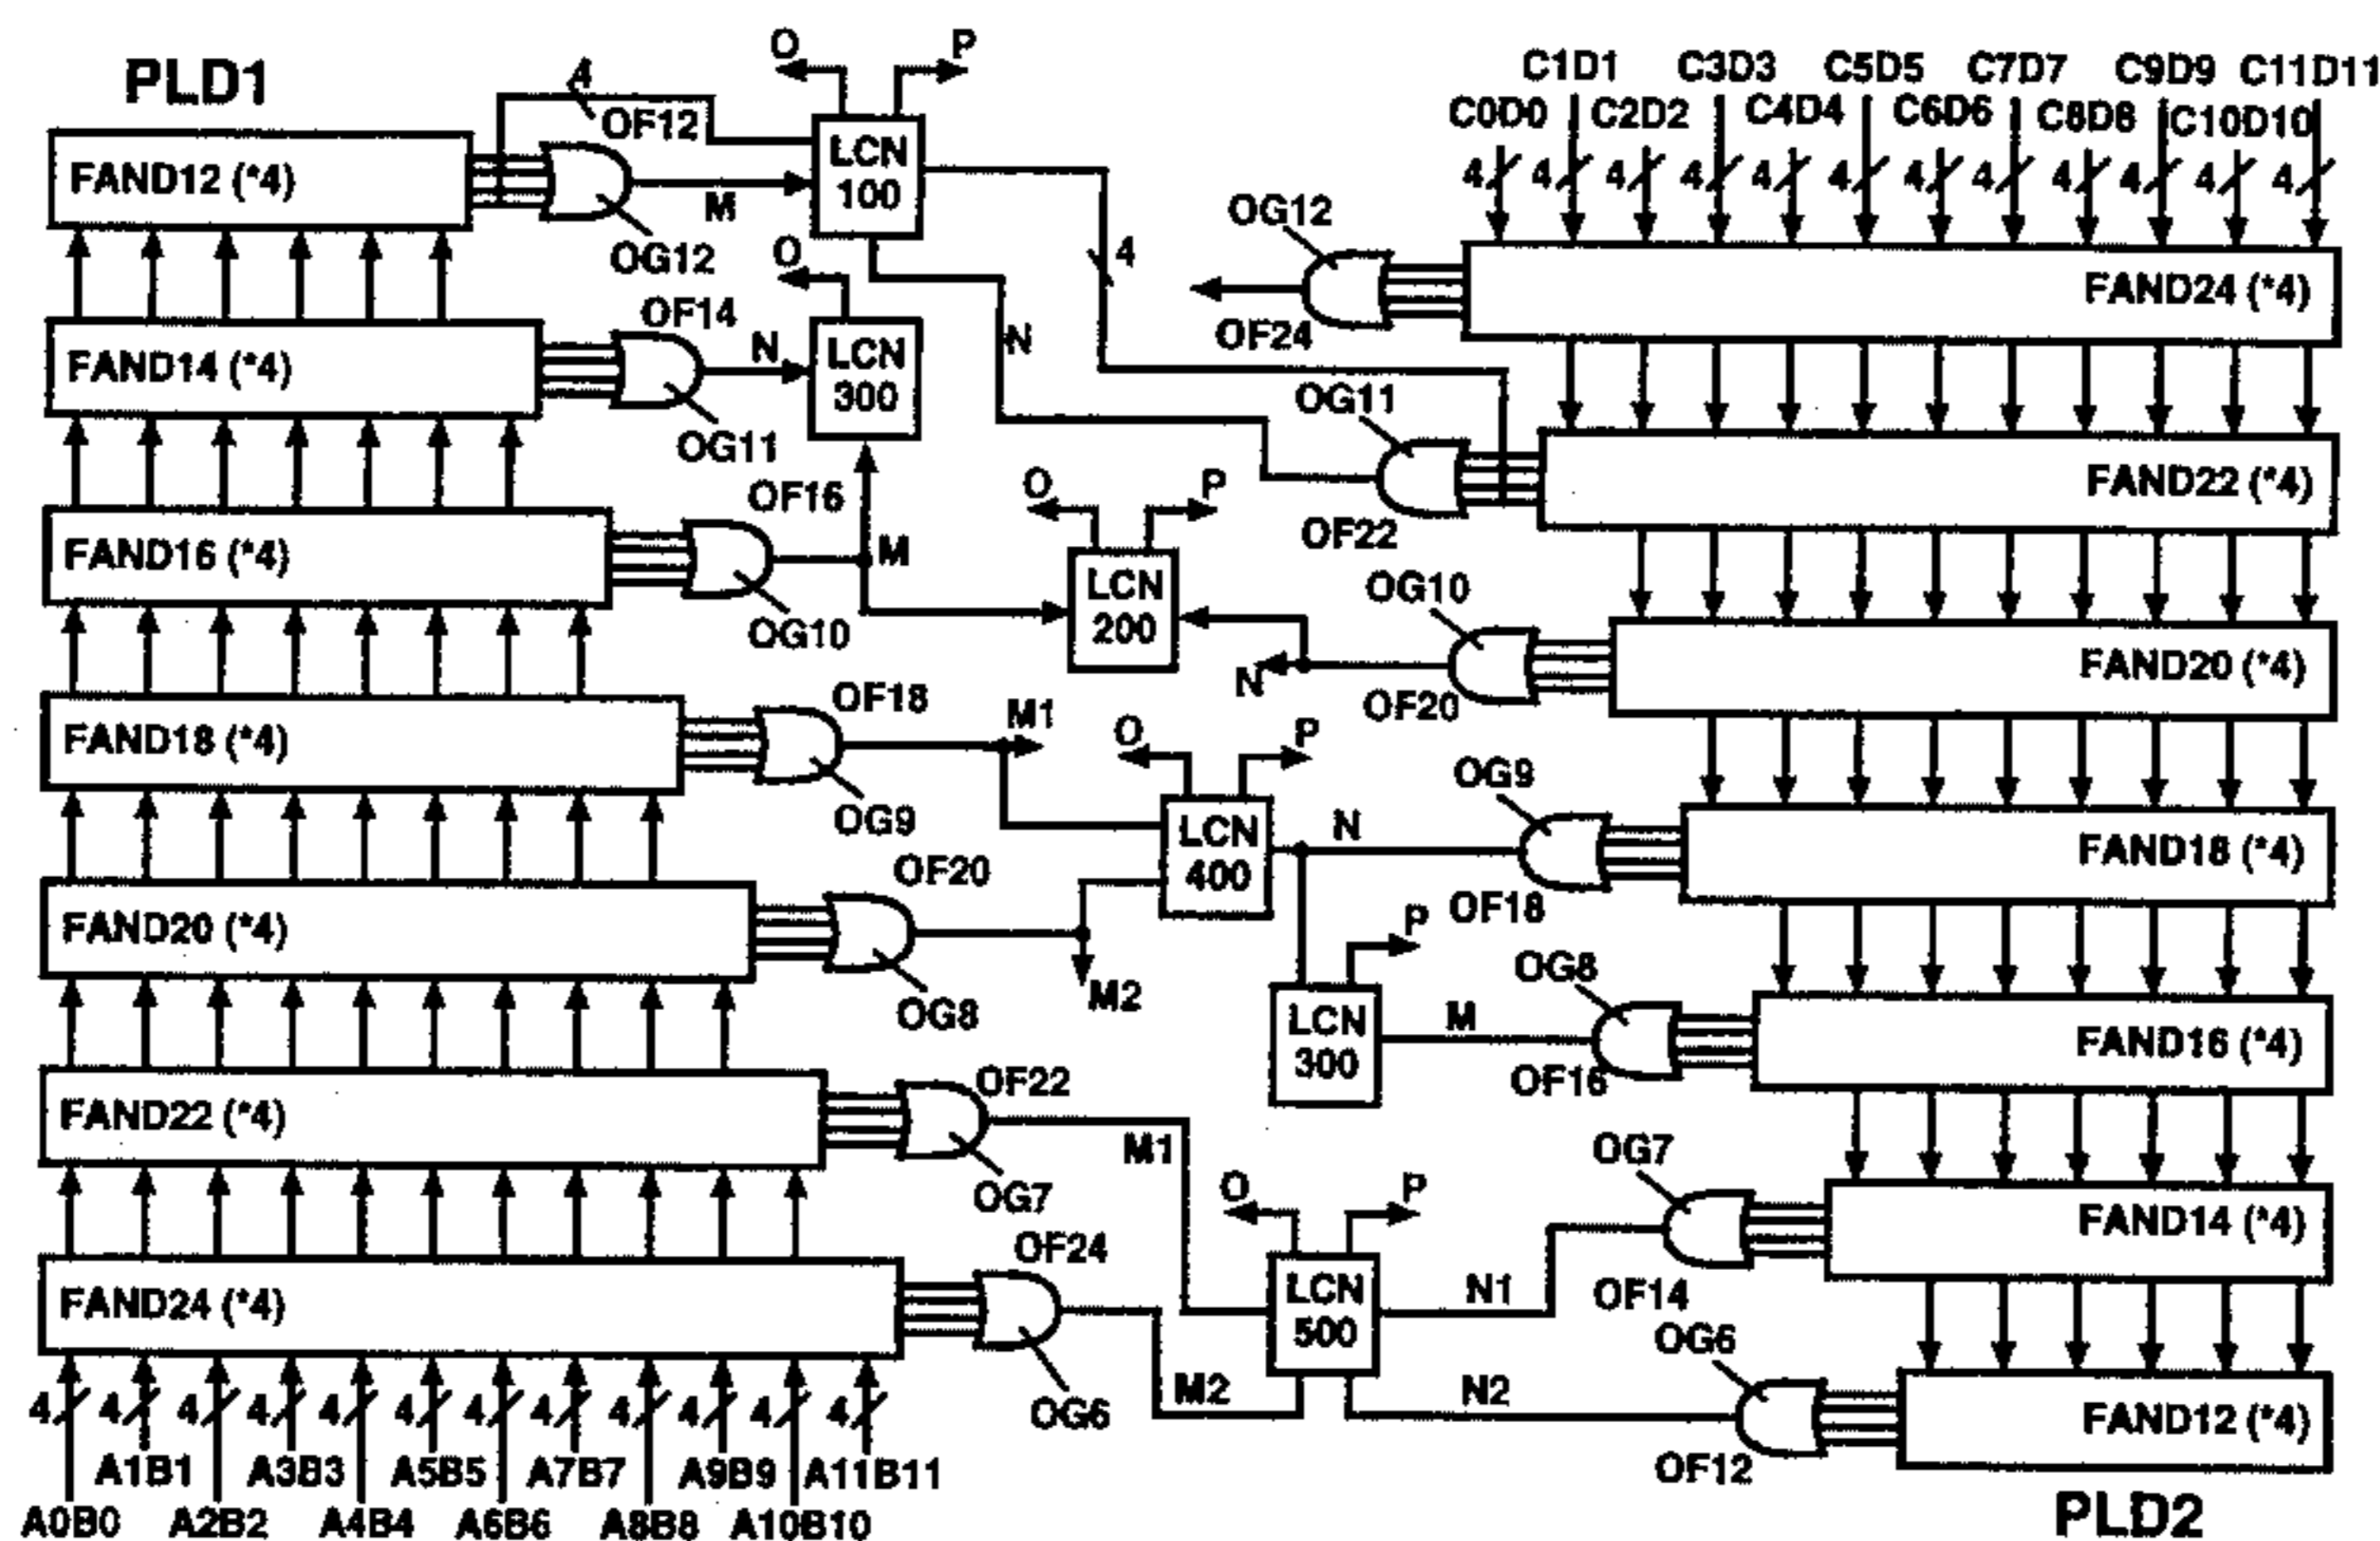 PLD1
O
P
4
OF12
C1D1
C3D3
C5D5
C7D7
C9D9
C11D11
C0D0
C2D2
C4D4
C6D6
C8D8
C10D10
FAND12 (*4)
LCN
100
M
OG12
4
4
4
4
4
4
4
4
4
4
4
4
OG12
O
4
FAND24 (*4)
OF24
OF14
N
FAND14 (*4)
N
LCN
300
OG11
OG11
FAND22 (*4)
OF22
OF16
O
P
FAND16 (*4)
M
LCN
200
OG10
OG10
N
FAND20 (*4)
OF20
OF18
M1
O
P
FAND18 (*4)
OG9
OG9
LCN
400
N
FAND18 (*4)
OF18
OF20
FAND20 (*4)
OG8
M2
P
OG8
LCN
300
M
FAND16 (*4)
OF16
OF22
FAND22 (*4)
M1
OG7
OG7
O
P
FAND14 (*4)
OF24
FAND24 (*4)
LCN
500
N1
OF14
OG6
M2
N2
OG6
FAND12 (*4)
OF12
4
4
4
4
4
4
4
4
4
4
4
4
A1B1
A3B3
A5B5
A7B7
A9B9
A11B11
A0B0
A2B2
A4B4
A6B6
A8B8
A10B10
PLD2